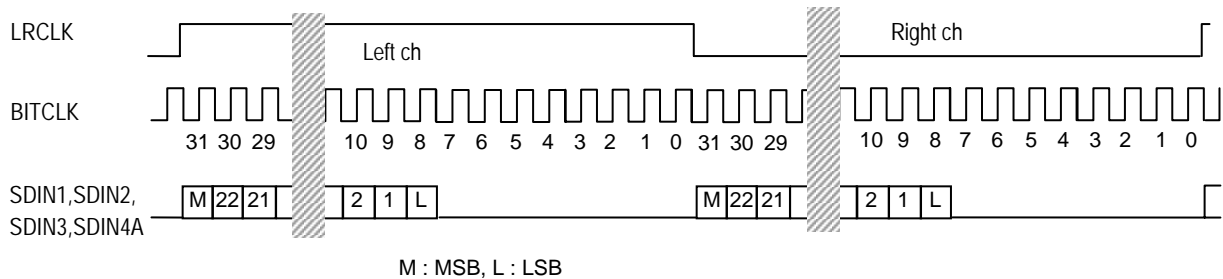 LRCLK
Left ch
Right ch
BITCLK
31 30 29 10 9 8 7 6 5 4 3 2 1 0 31 30 29 10 9 8 7 6 5 4 3 2 1 0
SDIN1,SDIN2,
SDIN3,SDIN4A
M 22 21 2 1 L M 22 21 2 1 L
M : MSB, L : LSB